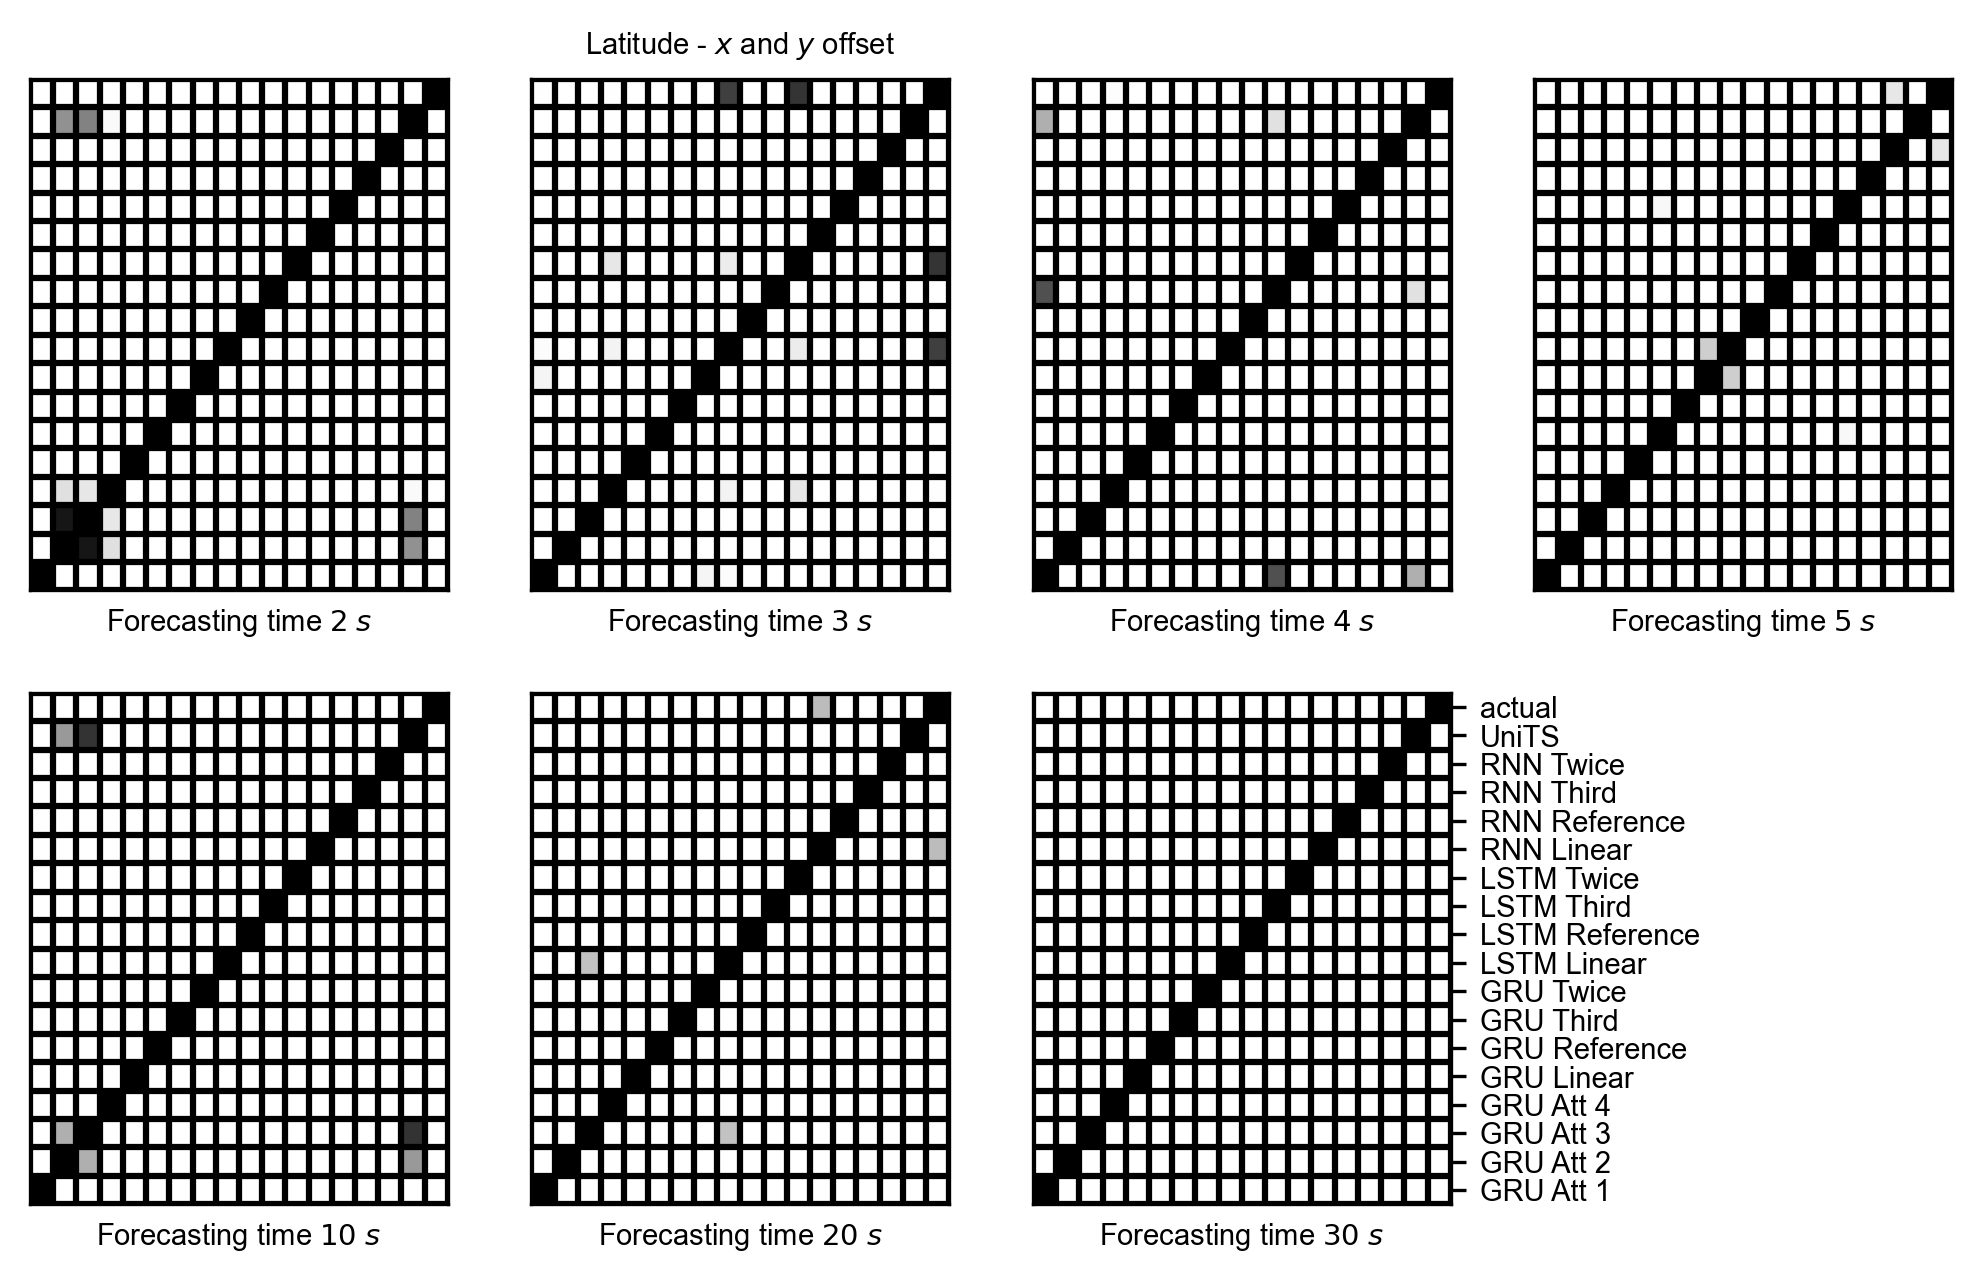 Latitude - x and y offset
Forecasting time 2 s
Forecasting time 3 s
Forecasting time 4 s
Forecasting time 5 s
actual
UniTS
RNN Twice
RNN Third
RNN Reference
RNN Linear
LSTM Twice
LSTM Third
LSTM Reference
LSTM Linear
GRU Twice
GRU Third
GRU Reference
GRU Linear
GRU Att 4
GRU Att 3
GRU Att 2
GRU Att 1
Forecasting time 10 s
Forecasting time 20 s
Forecasting time 30 s